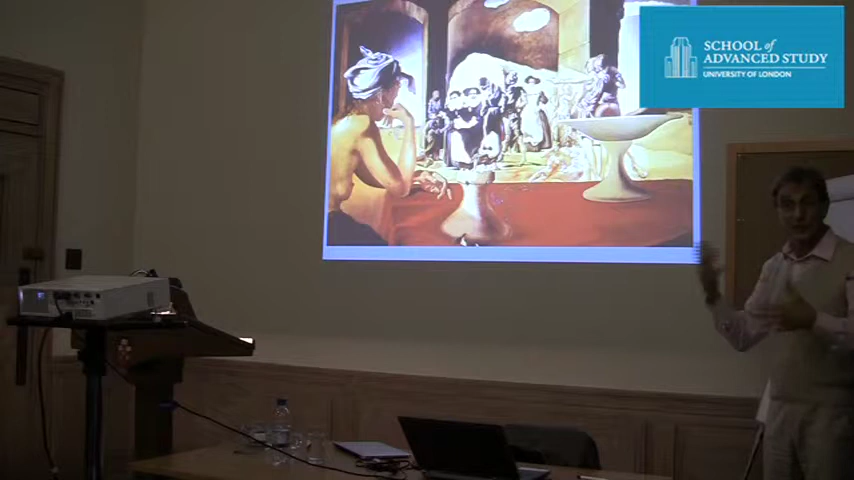 SCHOOL of
ADVANCED STUDY
UNIVERSITY OF LONDON